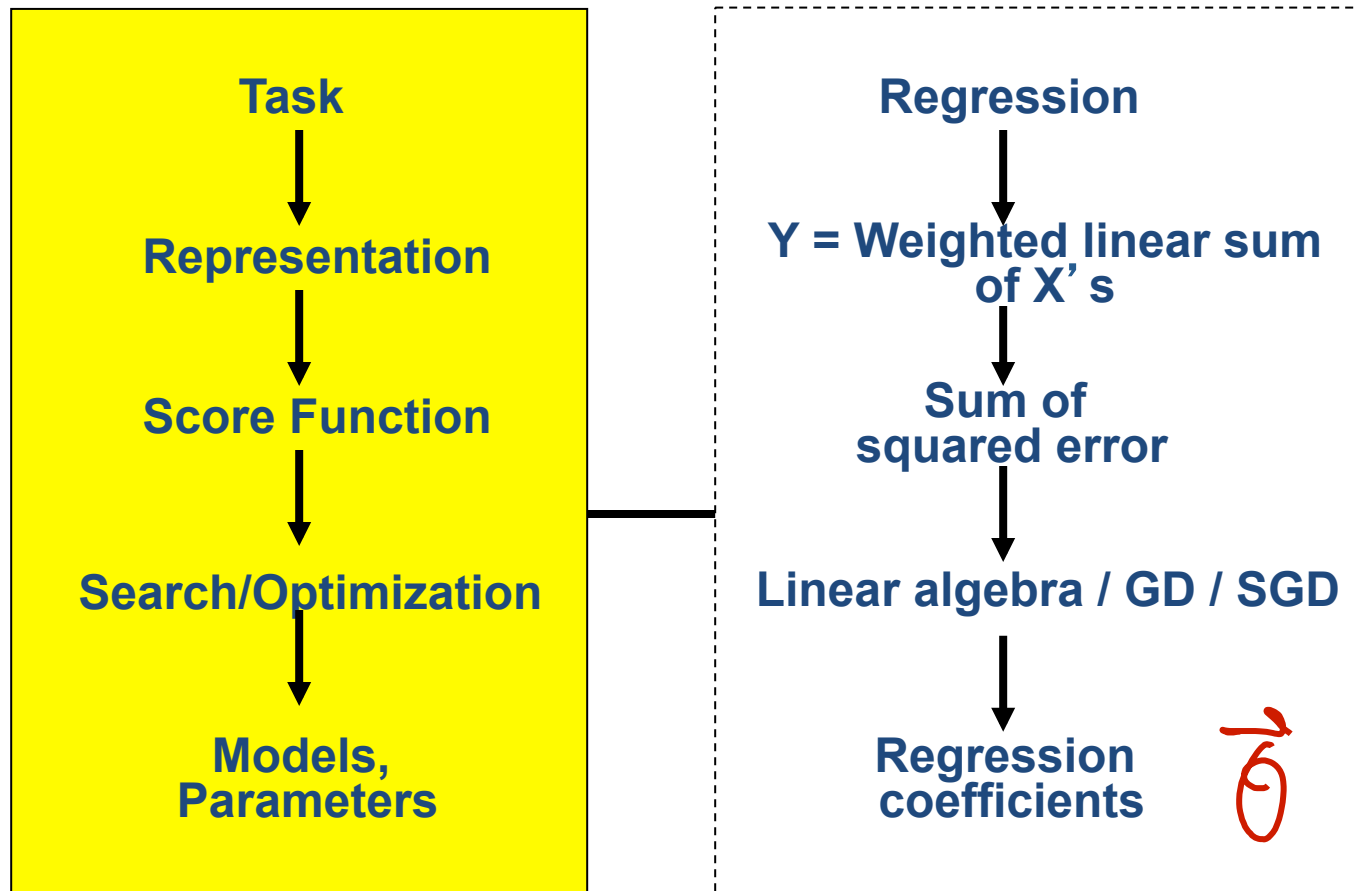 Task
Representation
Score Function
Search/Optimization
Models,
Parameters
Regression
Y = Weighted linear sum
of X’ s
Sum of
squared error
Linear algebra / GD / SGD
Regression
coefficients